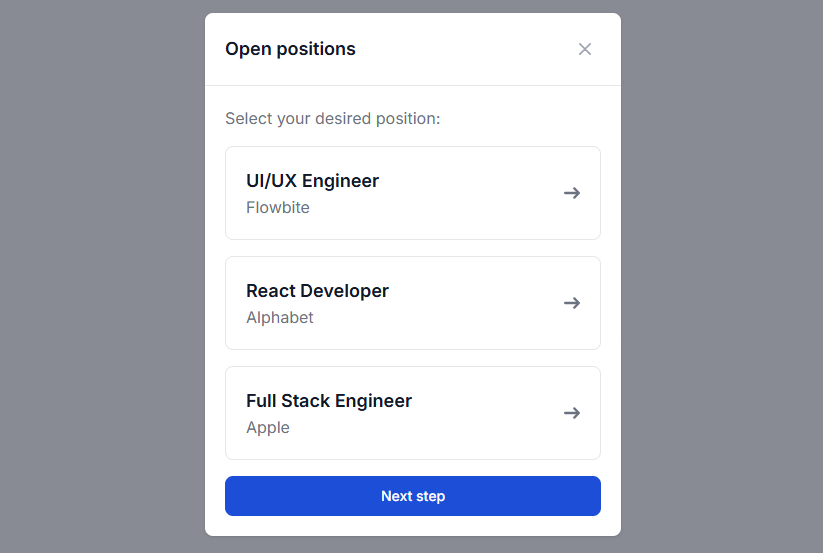 Open positions
Select your desired position:
UI/UX Engineer
Flowbite
React Developer
Alphabet
Full Stack Engineer
Apple
Next step